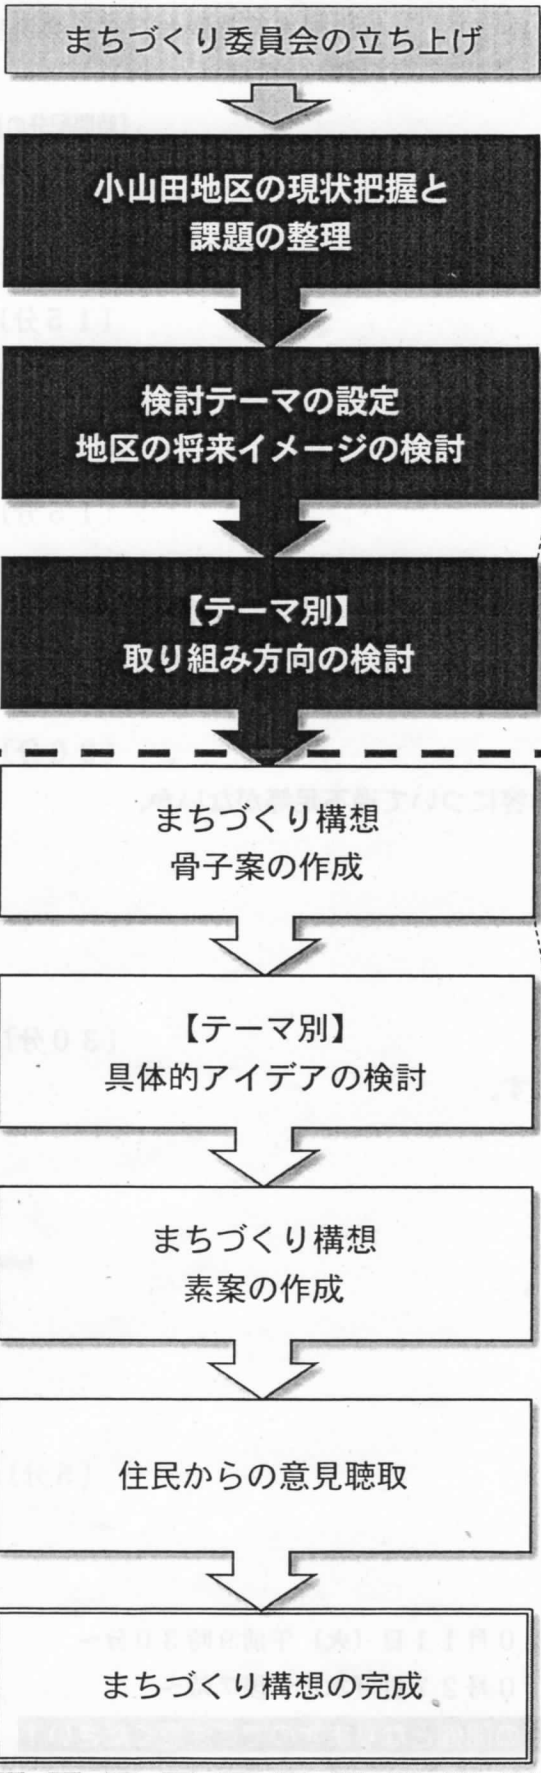 まちづくり委員会の立ち上げ
小山田地区の現状把握と
課題の整理
検討テーマの設定
地区の将来イメージの検討
【テーマ別】
取り組み方向の検討
まちづくり構想
骨子案の作成
【テーマ別】
具体的アイデアの検討
まちづくり構想
素案の作成
住民からの意見聴取
まちづくり構想の完成